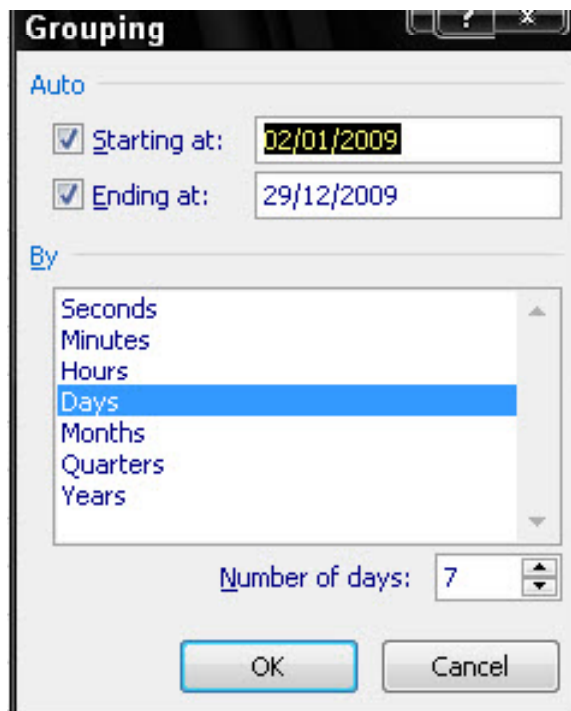 Grouping
Auto
Starting at: 02/01/2009
Ending at: 29/12/2009
By
Seconds
Minutes
Hours
Days
Months
Quarters
Years
Number of days: 7
OK Cancel